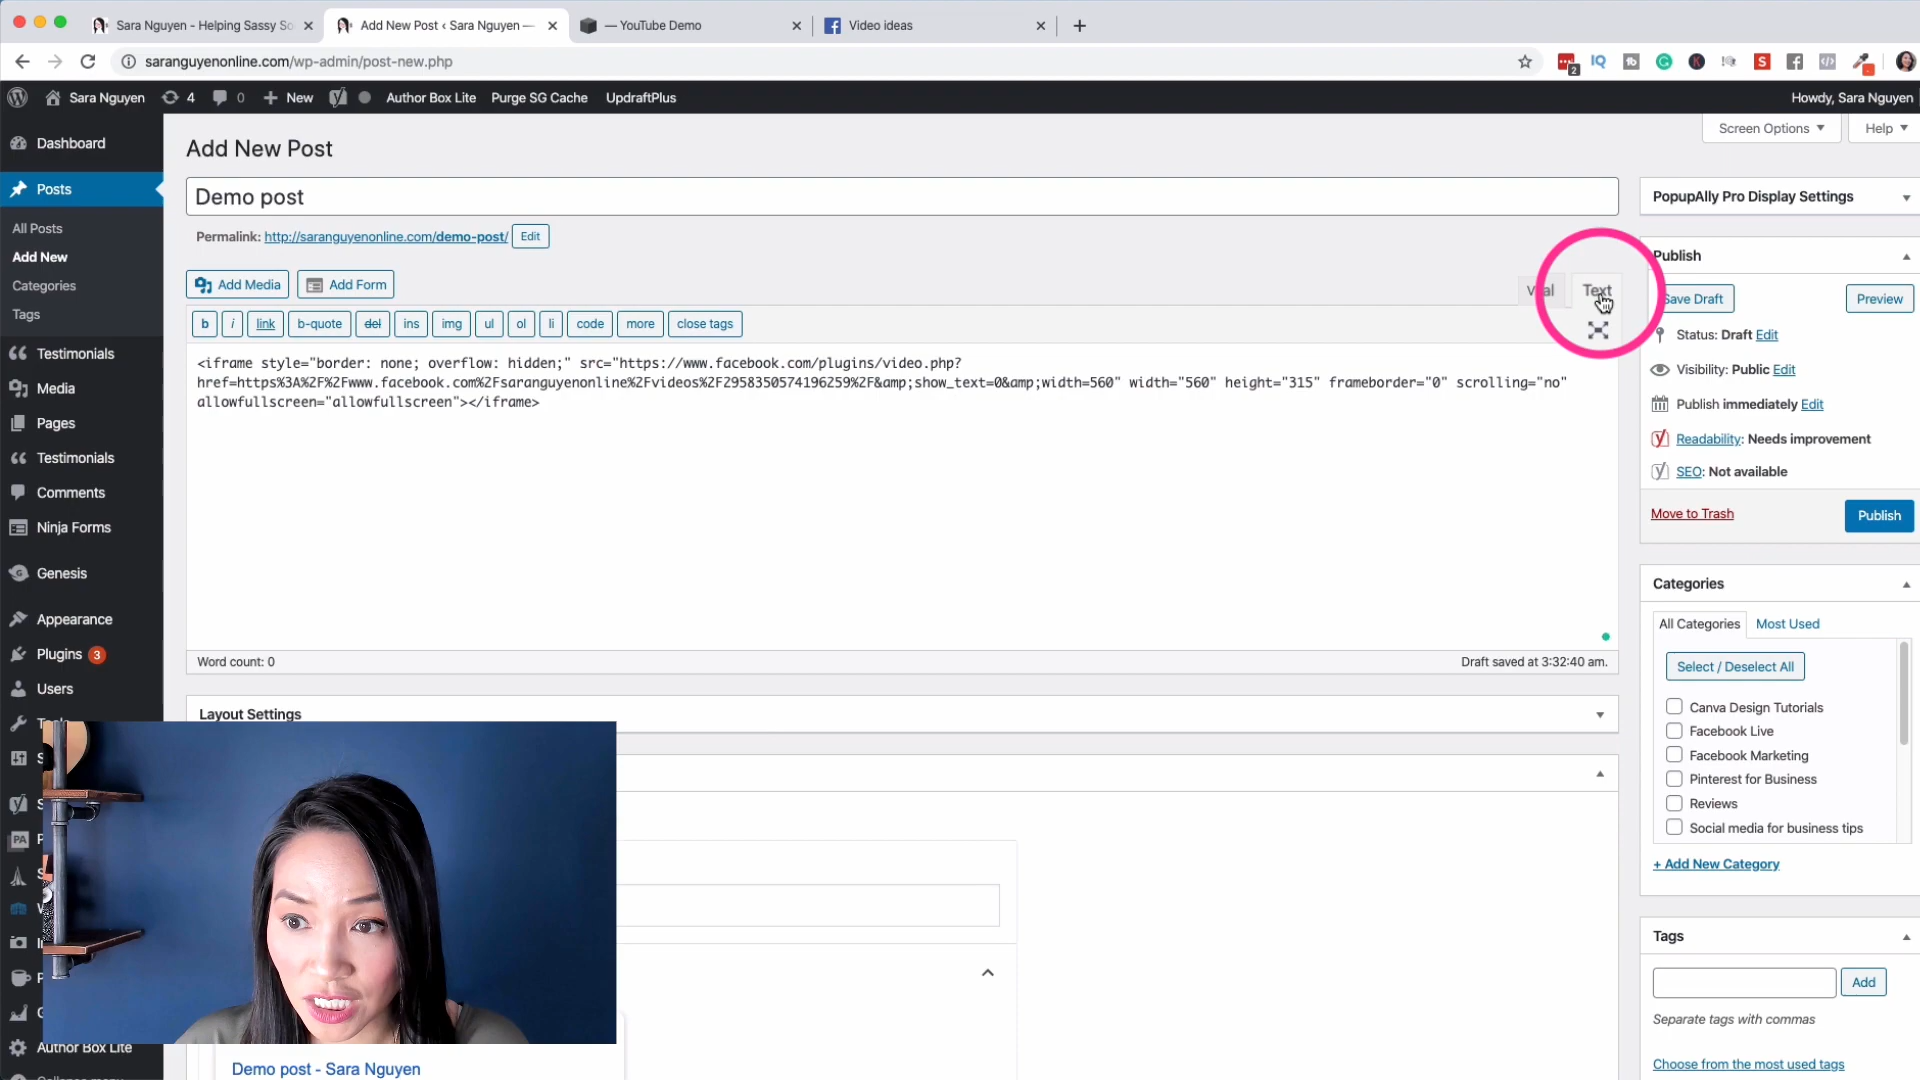 Sara Nguyen - Helping Sassy So
Add New Post ‹ Sara Nguyen —
— YouTube Demo
Video ideas
saranguyenonline.com/wp-admin/post-new.php
2
IQ
Sara Nguyen
4
0
New
Author Box Lite
Purge SG Cache
UpdraftPlus
Howdy, Sara Nguyen
Screen Options
Help
Dashboard
Posts
All Posts
Add New
Categories
Tags
Testimonials
Media
Pages
Testimonials
Comments
Ninja Forms
Genesis
Appearance
Plugins 3
Users
Author Box Lite
Add New Post
Demo post
Permalink: http://saranguyenonline.com/demo-post/ Edit
Add Media
Add Form
Text
b
i
link
b-quote
del
ins
img
ul
ol
li
code
more
close tags
<iframe style="border: none; overflow: hidden;" src="https://www.facebook.com/plugins/video.php?
href=https%3A%2F%2Fwww.facebook.com%2Fsaranguyenonline%2Fvideos%2F2958350574196259%2F&amp;show_text=0&amp;width=560" width="560" height="315" frameborder="0" scrolling="no"
allowfullscreen="allowfullscreen"></iframe>
Word count: 0
Draft saved at 3:32:40 am.
Layout Settings
Demo post - Sara Nguyen
PopupAlly Pro Display Settings
Publish
Save Draft
Preview
Status: Draft Edit
Visibility: Public Edit
Publish immediately Edit
Readability: Needs improvement
SEO: Not available
Move to Trash
Publish
Categories
All Categories
Most Used
Select / Deselect All
Canva Design Tutorials
Facebook Live
Facebook Marketing
Pinterest for Business
Reviews
Social media for business tips
+ Add New Category
Tags
Add
Separate tags with commas
Choose from the most used tags